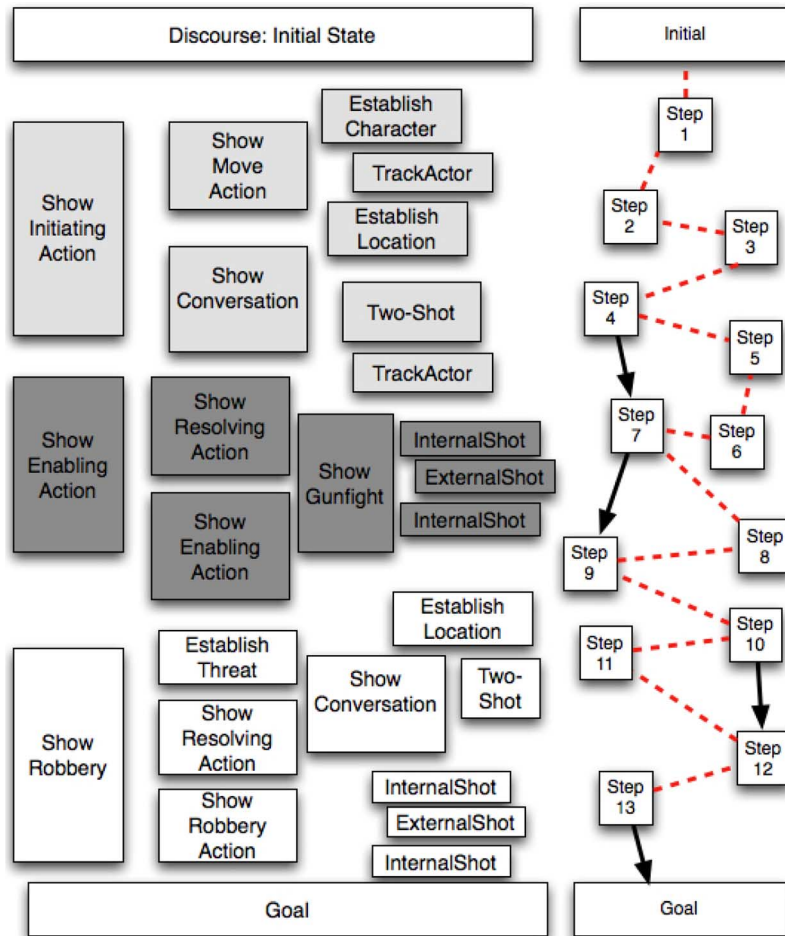 Discourse: Initial State
Show
Initiating
Action
Show
Move
Action
Establish
Character
TrackActor
Establish
Location
Show
Conversation
Two-Shot
TrackActor
Show
Enabling
Action
Show
Resolving
Action
Show
Enabling
Action
Show
Gunfight
InternalShot
ExternalShot
InternalShot
Show
Robbery
Establish
Threat
Show
Resolving
Action
Show
Robbery
Action
Establish
Location
Show
Conversation
Two-
Shot
InternalShot
ExternalShot
InternalShot
Goal
Initial
Step
1
Step
2
Step
3
Step
4
Step
5
Step
6
Step
7
Step
8
Step
9
Step
10
Step
11
Step
12
Step
13
Goal